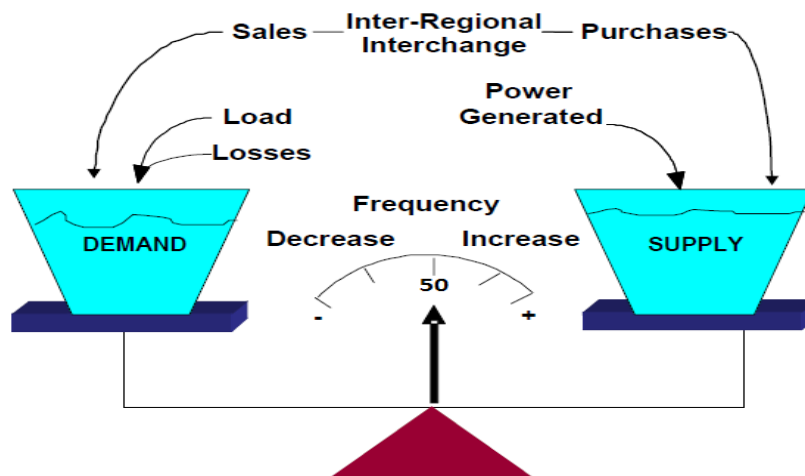 Sales
Inter-Regional
Interchange
Purchases
Load
Losses
Power
Generated
Frequency
Decrease
Increase
50
-
+
DEMAND
SUPPLY